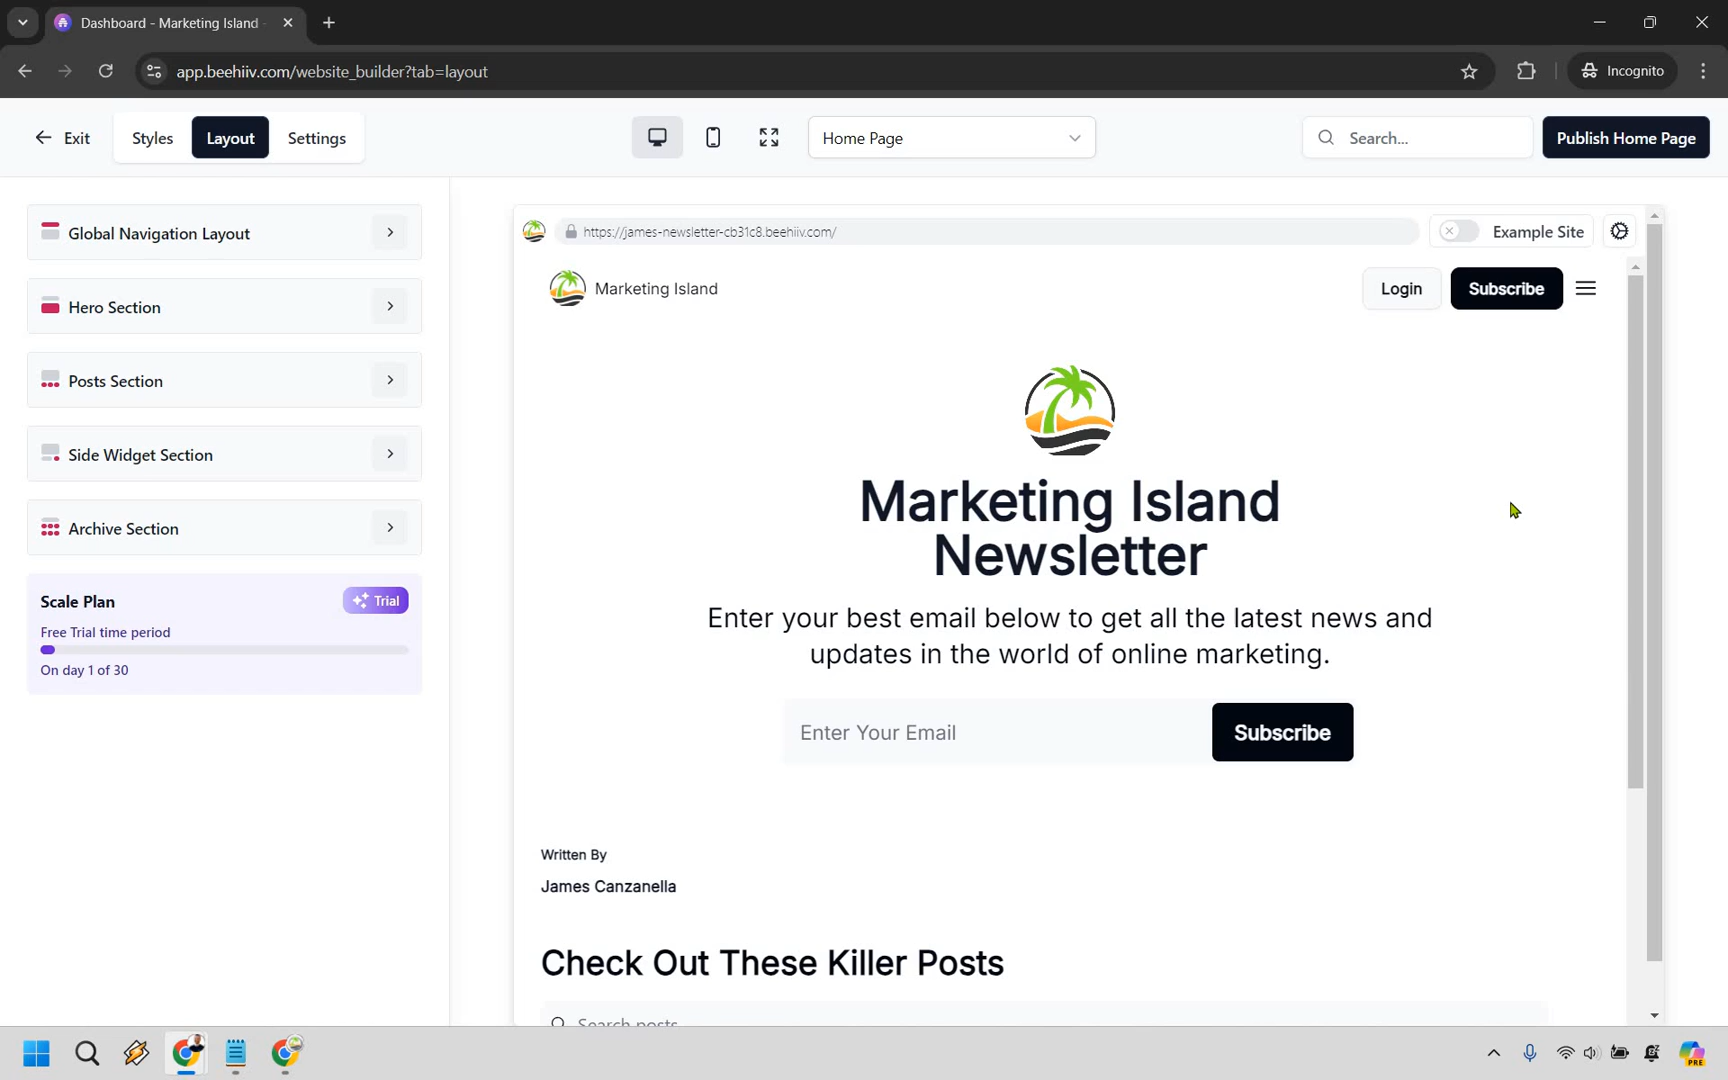 Dashboard - Marketing Island -
app.beehiiv.com/website_builder?tab=layout
Incognito
Exit
Styles
Layout
Settings
Home Page
Search...
Publish Home Page
Global Navigation Layout
Hero Section
Posts Section
Side Widget Section
Archive Section
Scale Plan
Trial
Free Trial time period
On day 1 of 30
https://james-newsletter-cb31c8.beehiiv.com/
Example Site
Marketing Island
Login
Subscribe
Marketing Island
Newsletter
Enter your best email below to get all the latest news and
updates in the world of online marketing.
Enter Your Email
Subscribe
Written By
James Canzanella
Check Out These Killer Posts
Search posts
PRE